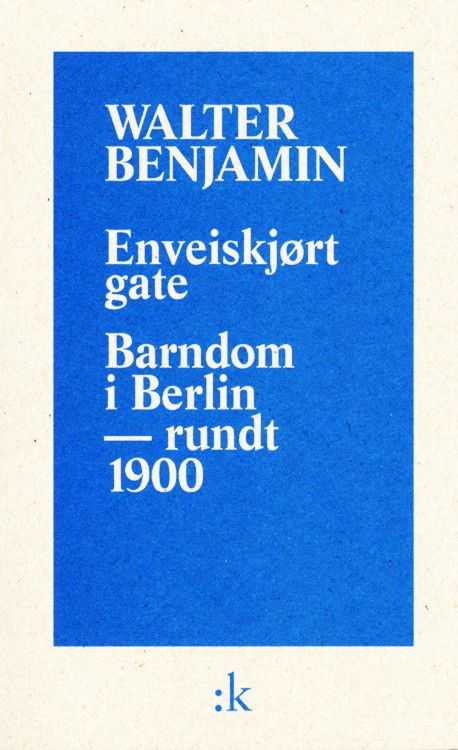 WALTER
BENJAMIN
Enveiskjørt
gate
Barndom
i Berlin
— rundt
1900
:k